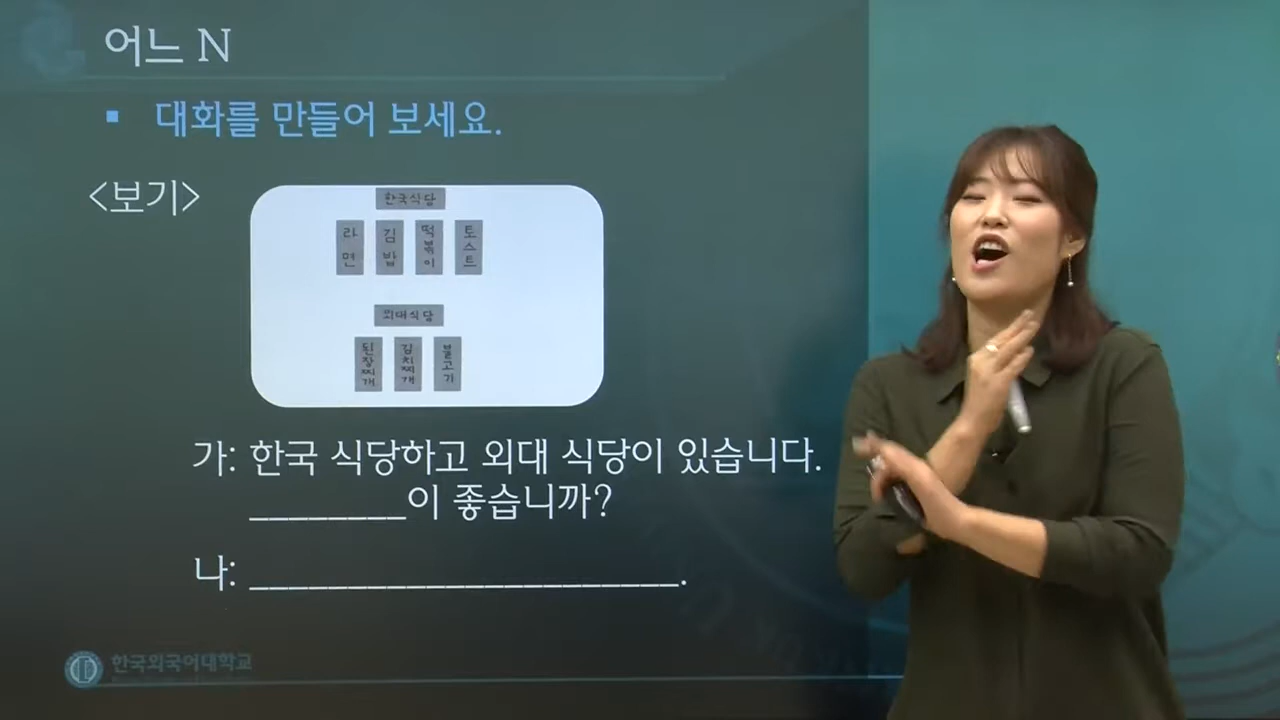 어느 N
▪ 대화를 만들어 보세요.
<보기>
한국식당
라면 김밥 떡볶이 토스트
외대식당
된장찌개 김치찌개 불고기
가: 한국 식당하고 외대 식당이 있습니다.
________이 좋습니까?
나: ______________________.
한국외국어대학교